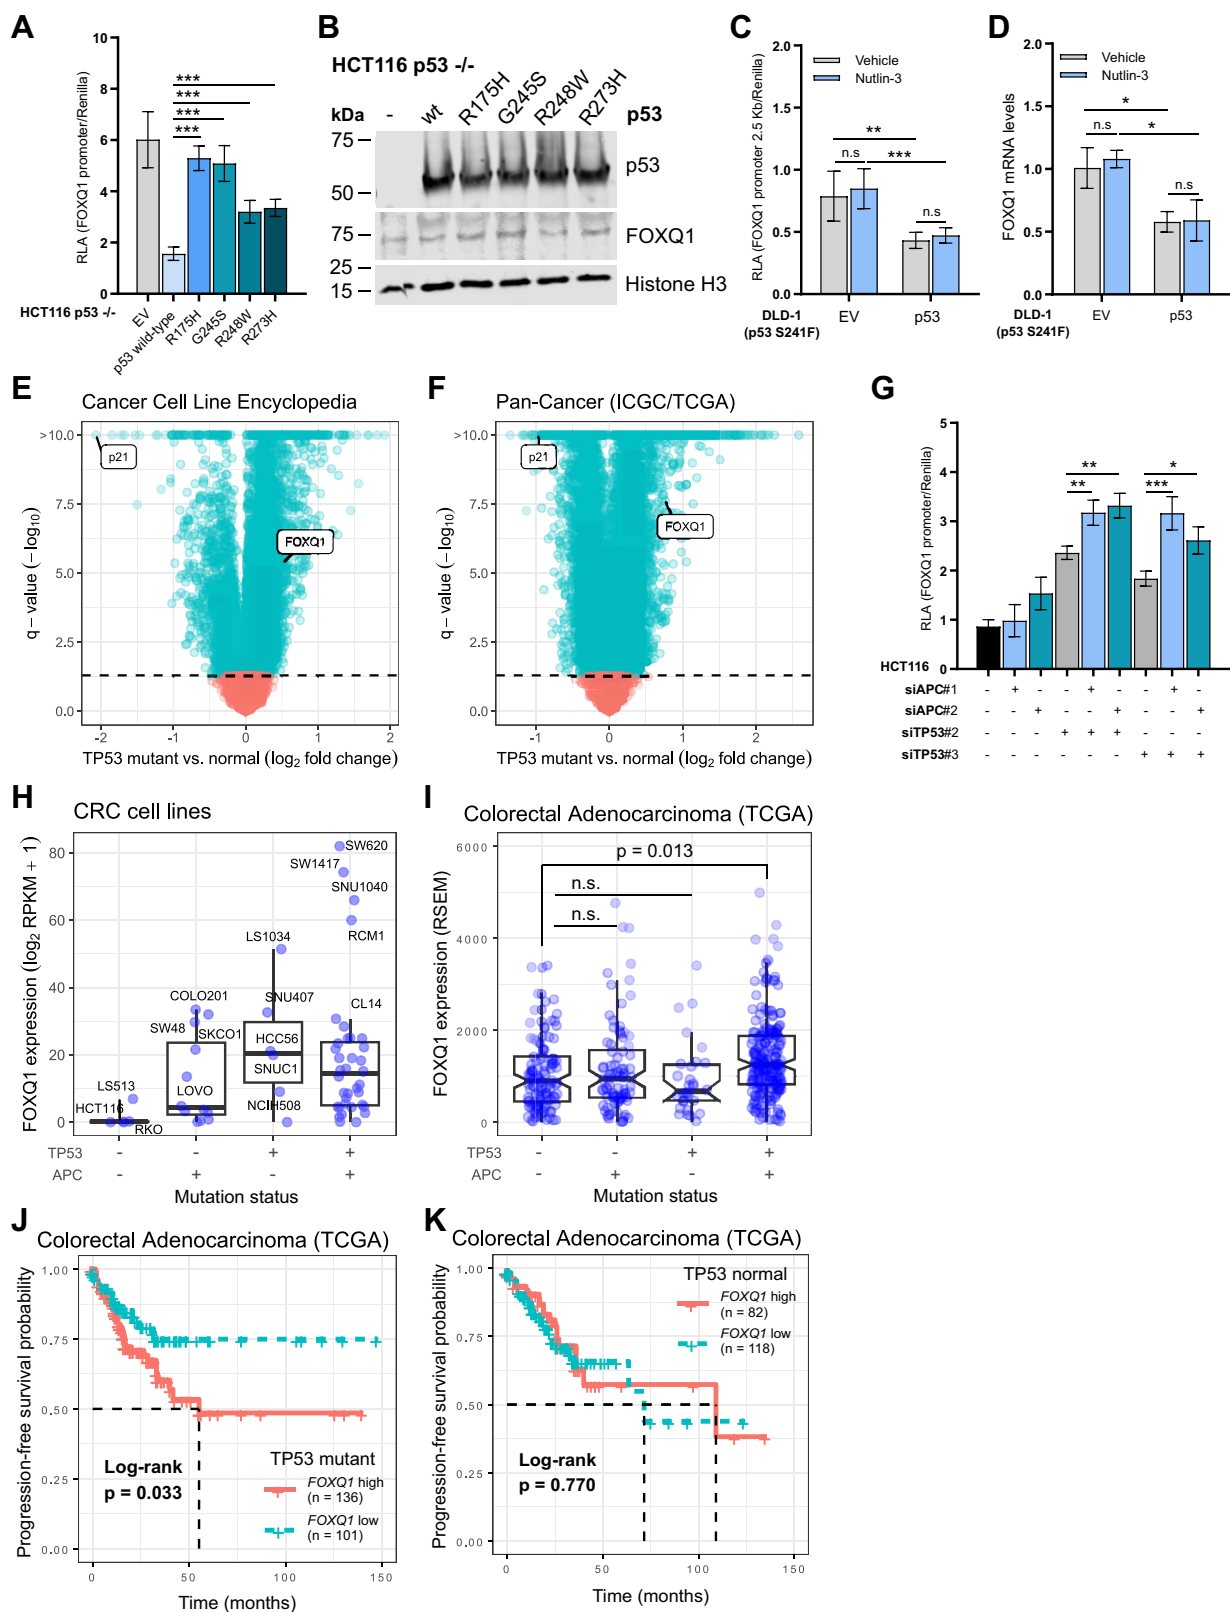 A
RLA (FOXQ1 promoter/Renilla)
10
8
6
4
2
0
***
***
***
***
HCT116 p53 -/-
EV
p53 wild-type
R175H
G245S
R248W
R273H
B
HCT116 p53 -/-
kDa - wt R175H G245S R248W R273H p53
75
50
p53
75
FOXQ1
25
15
Histone H3
C
RLA (FOXQ1 promoter 2.5 Kb/Renilla)
2.0
1.5
1.0
0.5
0.0
Vehicle
Nutlin-3
**
n.s ***
n.s
DLD-1 EV p53
(p53 S241F)
D
FOXQ1 mRNA levels
2.0
1.5
1.0
0.5
0.0
Vehicle
Nutlin-3
*
n.s *
n.s
DLD-1 EV p53
(p53 S241F)
E
Cancer Cell Line Encyclopedia
q – value (– log10)
>10.0
7.5
5.0
2.5
0.0
p21
FOXQ1
-2 -1 0 1 2
TP53 mutant vs. normal (log2 fold change)
F
Pan-Cancer (ICGC/TCGA)
q – value (– log10)
>10.0
7.5
5.0
2.5
0.0
p21
FOXQ1
-1 0 1 2
TP53 mutant vs. normal (log2 fold change)
G
RLA (FOXQ1 promoter/Renilla)
5
4
3
2
1
0
** *
** ***
HCT116
siAPC#1 - + - - + - - + -
siAPC#2 - - + - - + - - +
siTP53#2 - - - + + + - - -
siTP53#3 - - - - - - + + +
H
CRC cell lines
FOXQ1 expression (log2 RPKM + 1)
80
60
40
20
0
SW620
SW1417
SNU1040
RCM1
LS1034
COLO201
SNU407
CL14
SW48
SKCO1
HCC56
LS513
LOVO
SNUC1
HCT116
NCIH508
RKO
TP53 - - + +
APC - + - +
Mutation status
I
Colorectal Adenocarcinoma (TCGA)
FOXQ1 expression (RSEM)
6000
4000
2000
0
p = 0.013
n.s.
n.s.
TP53 - - + +
APC - + - +
Mutation status
J
Colorectal Adenocarcinoma (TCGA)
Progression-free survival probability
1.00
0.75
0.50
0.25
0.00
Log-rank
p = 0.033
TP53 mutant
FOXQ1 high
(n = 136)
FOXQ1 low
(n = 101)
0 50 100 150
Time (months)
K
Colorectal Adenocarcinoma (TCGA)
Progression-free survival probability
1.00
0.75
0.50
0.25
0.00
TP53 normal
FOXQ1 high
(n = 82)
FOXQ1 low
(n = 118)
Log-rank
p = 0.770
0 50 100 150
Time (months)